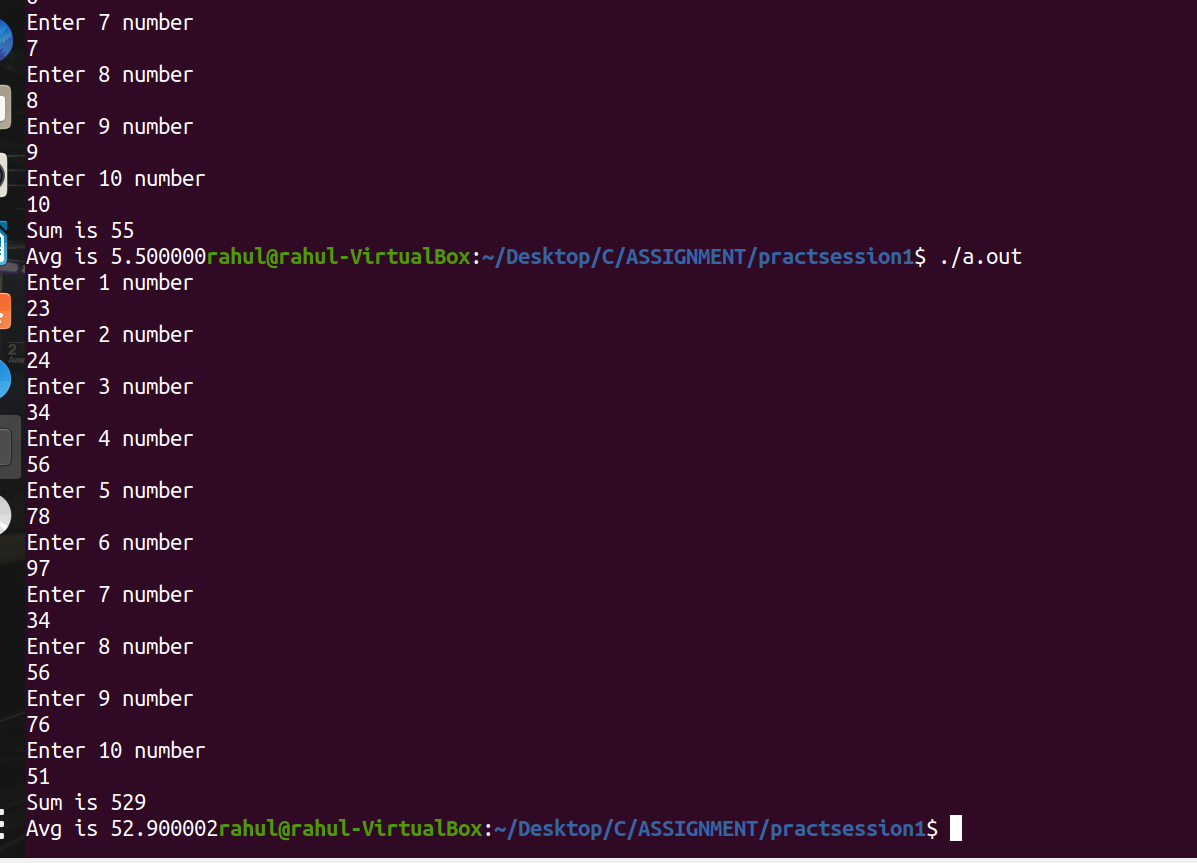 Enter 7 number
7
Enter 8 number
8
Enter 9 number
9
Enter 10 number
10
Sum is 55
Avg is 5.500000rahul@rahul-VirtualBox:~/Desktop/C/ASSIGNMENT/practsession1$ ./a.out
Enter 1 number
23
Enter 2 number
24
Enter 3 number
34
Enter 4 number
56
Enter 5 number
78
Enter 6 number
97
Enter 7 number
34
Enter 8 number
56
Enter 9 number
76
Enter 10 number
51
Sum is 529
Avg is 52.900002rahul@rahul-VirtualBox:~/Desktop/C/ASSIGNMENT/practsession1$